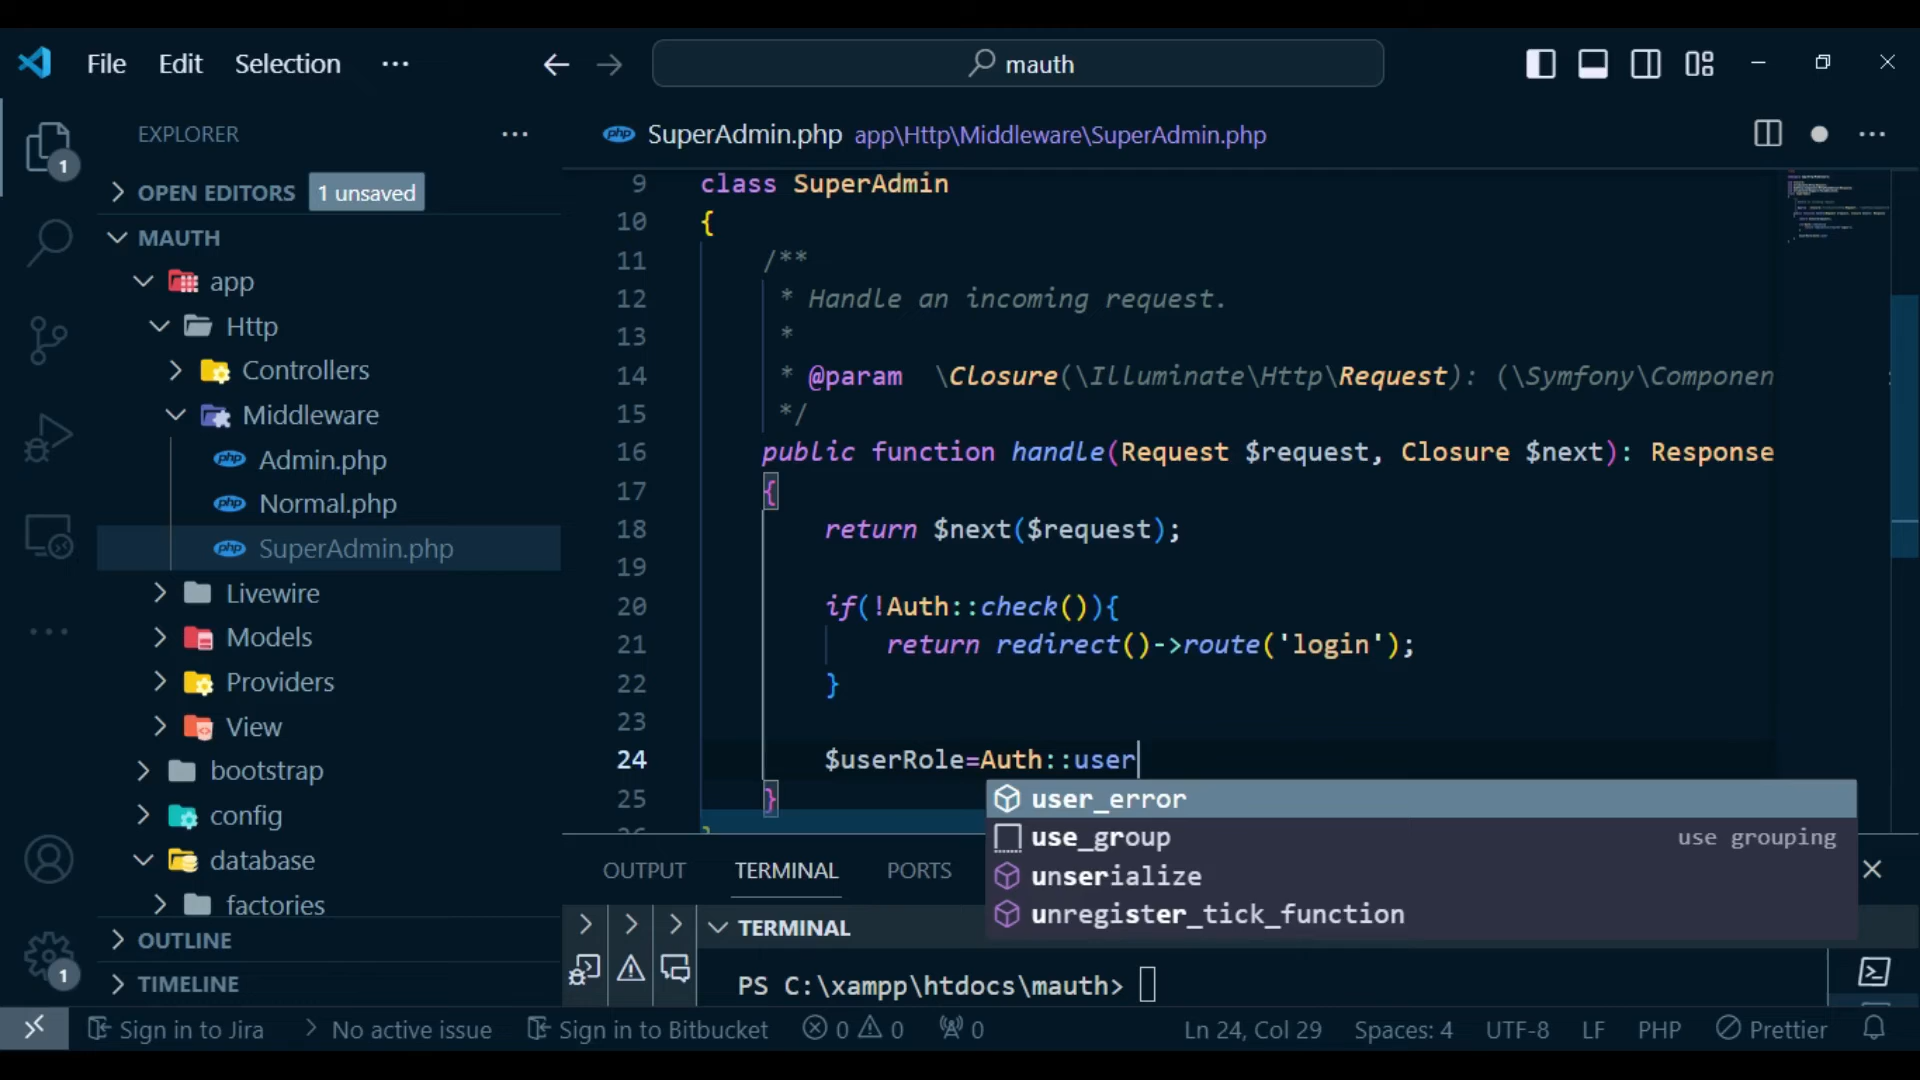 File Edit Selection ···
mauth
EXPLORER ···
1
OPEN EDITORS 1 unsaved
MAUTH
app
Http
Controllers
Middleware
php Admin.php
php Normal.php
php SuperAdmin.php
Livewire
Models
Providers
View
bootstrap
config
database
factories
OUTLINE
1
TIMELINE
php SuperAdmin.php app\Http\Middleware\SuperAdmin.php
9 class SuperAdmin
10 {
11 /**
12 * Handle an incoming request.
13 *
14 * @param \Closure(\Illuminate\Http\Request): (\Symfony\Componen
15 */
16 public function handle(Request $request, Closure $next): Response
17 {
18 return $next($request);
19
20 if(!Auth::check()){
21 return redirect()->route('login');
22 }
23
24 $userRole=Auth::user
25 }
user_error
use_group use grouping
unserialize
unregister_tick_function
OUTPUT TERMINAL PORTS
TERMINAL
PS C:\xampp\htdocs\mauth>
Sign in to Jira No active issue Sign in to Bitbucket 0 0 0 Ln 24, Col 29 Spaces: 4 UTF-8 LF PHP Prettier